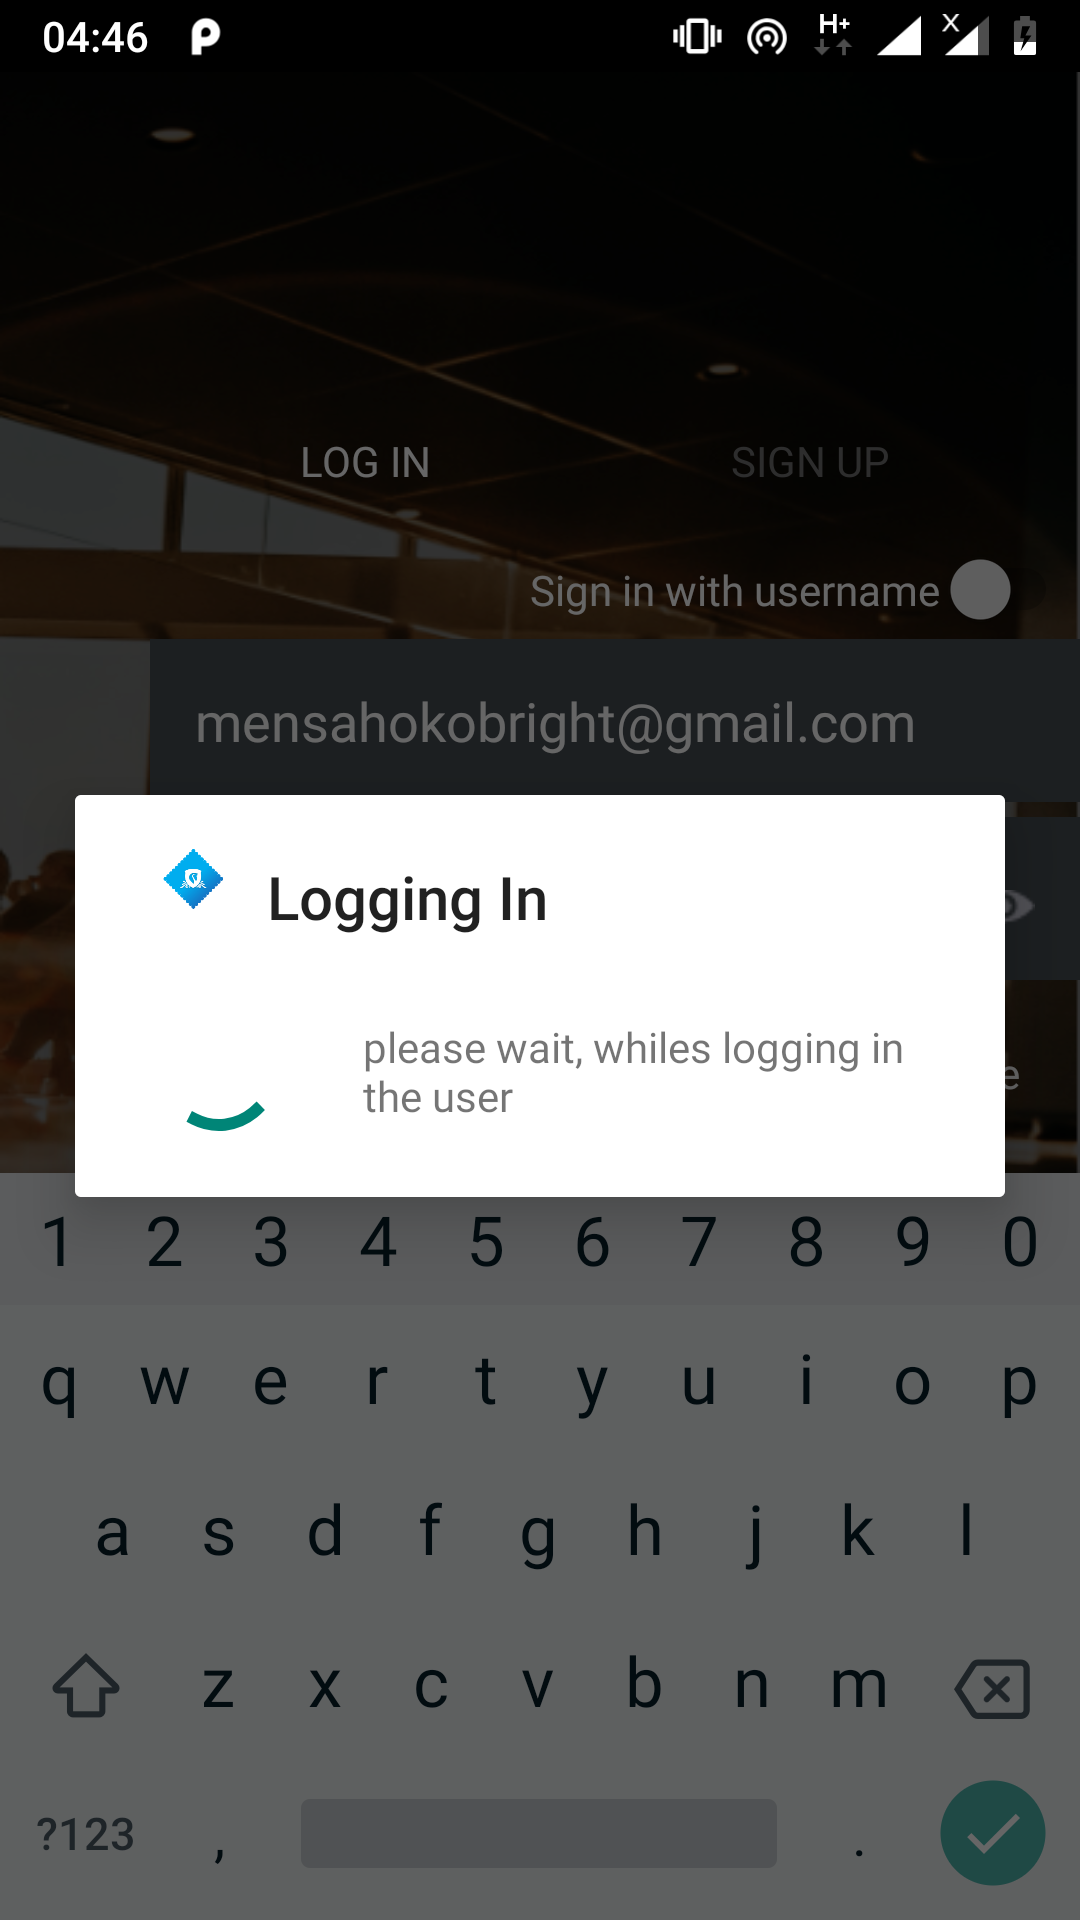 04:46
H+
X
LOG IN
SIGN UP
Sign in with username
mensahokobright@gmail.com
Logging In
please wait, whiles logging in
the user
e
1 2 3 4 5 6 7 8 9 0
q w e r t y u i o p
a s d f g h j k l
z x c v b n m
?123 , .